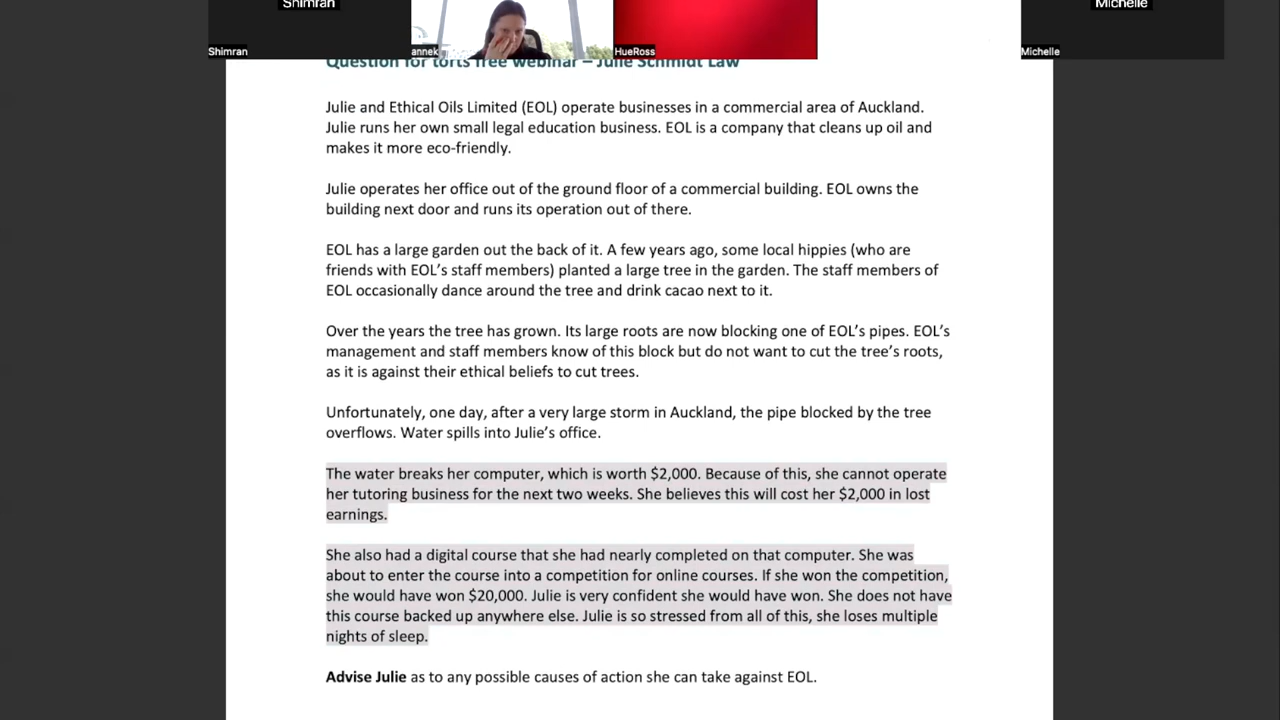 Shimran
Michelle
Shimran
annek
HueRoss
Michelle
Question for torts free webinar – Julie Schmidt Law
Julie and Ethical Oils Limited (EOL) operate businesses in a commercial area of Auckland.
Julie runs her own small legal education business. EOL is a company that cleans up oil and
makes it more eco-friendly.
Julie operates her office out of the ground floor of a commercial building. EOL owns the
building next door and runs its operation out of there.
EOL has a large garden out the back of it. A few years ago, some local hippies (who are
friends with EOL’s staff members) planted a large tree in the garden. The staff members of
EOL occasionally dance around the tree and drink cacao next to it.
Over the years the tree has grown. Its large roots are now blocking one of EOL’s pipes. EOL’s
management and staff members know of this block but do not want to cut the tree’s roots,
as it is against their ethical beliefs to cut trees.
Unfortunately, one day, after a very large storm in Auckland, the pipe blocked by the tree
overflows. Water spills into Julie’s office.
The water breaks her computer, which is worth $2,000. Because of this, she cannot operate
her tutoring business for the next two weeks. She believes this will cost her $2,000 in lost
earnings.
She also had a digital course that she had nearly completed on that computer. She was
about to enter the course into a competition for online courses. If she won the competition,
she would have won $20,000. Julie is very confident she would have won. She does not have
this course backed up anywhere else. Julie is so stressed from all of this, she loses multiple
nights of sleep.
Advise Julie as to any possible causes of action she can take against EOL.